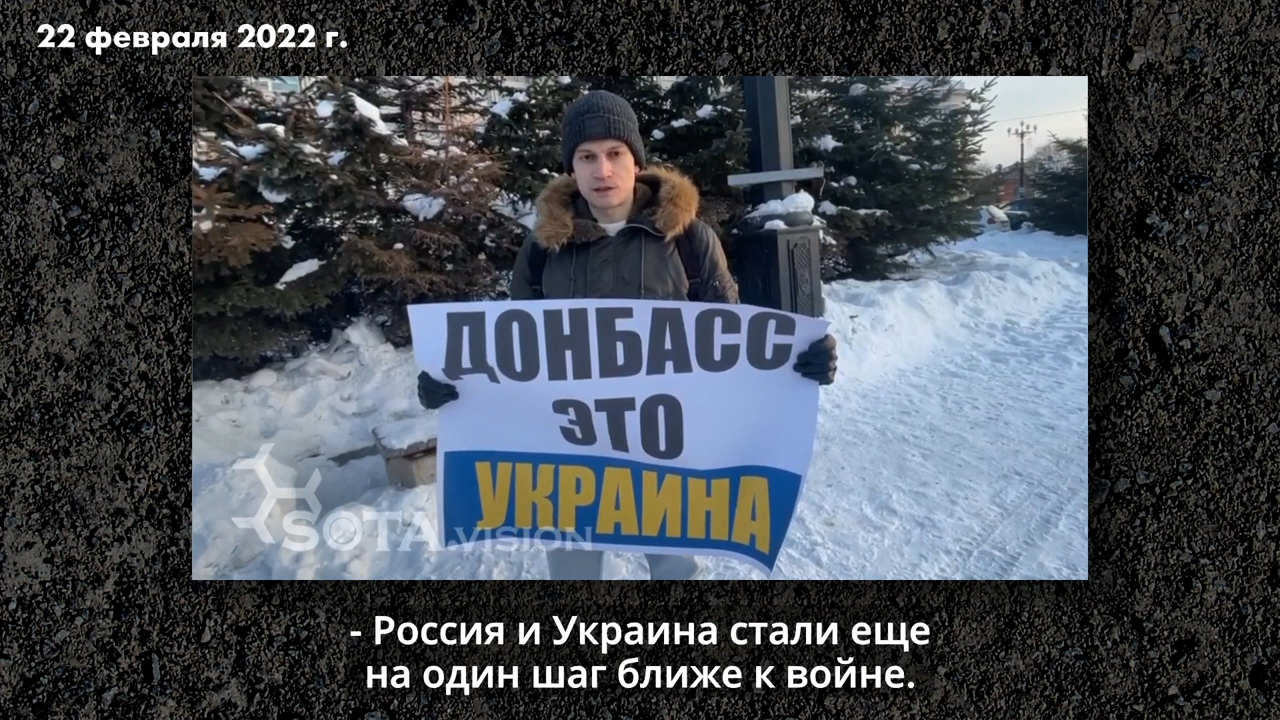 22 февраля 2022 г.
ДОНБАСС
ЭТО
УКРАИНА
SOTA.VISION
- Россия и Украина стали еще
на один шаг ближе к войне.